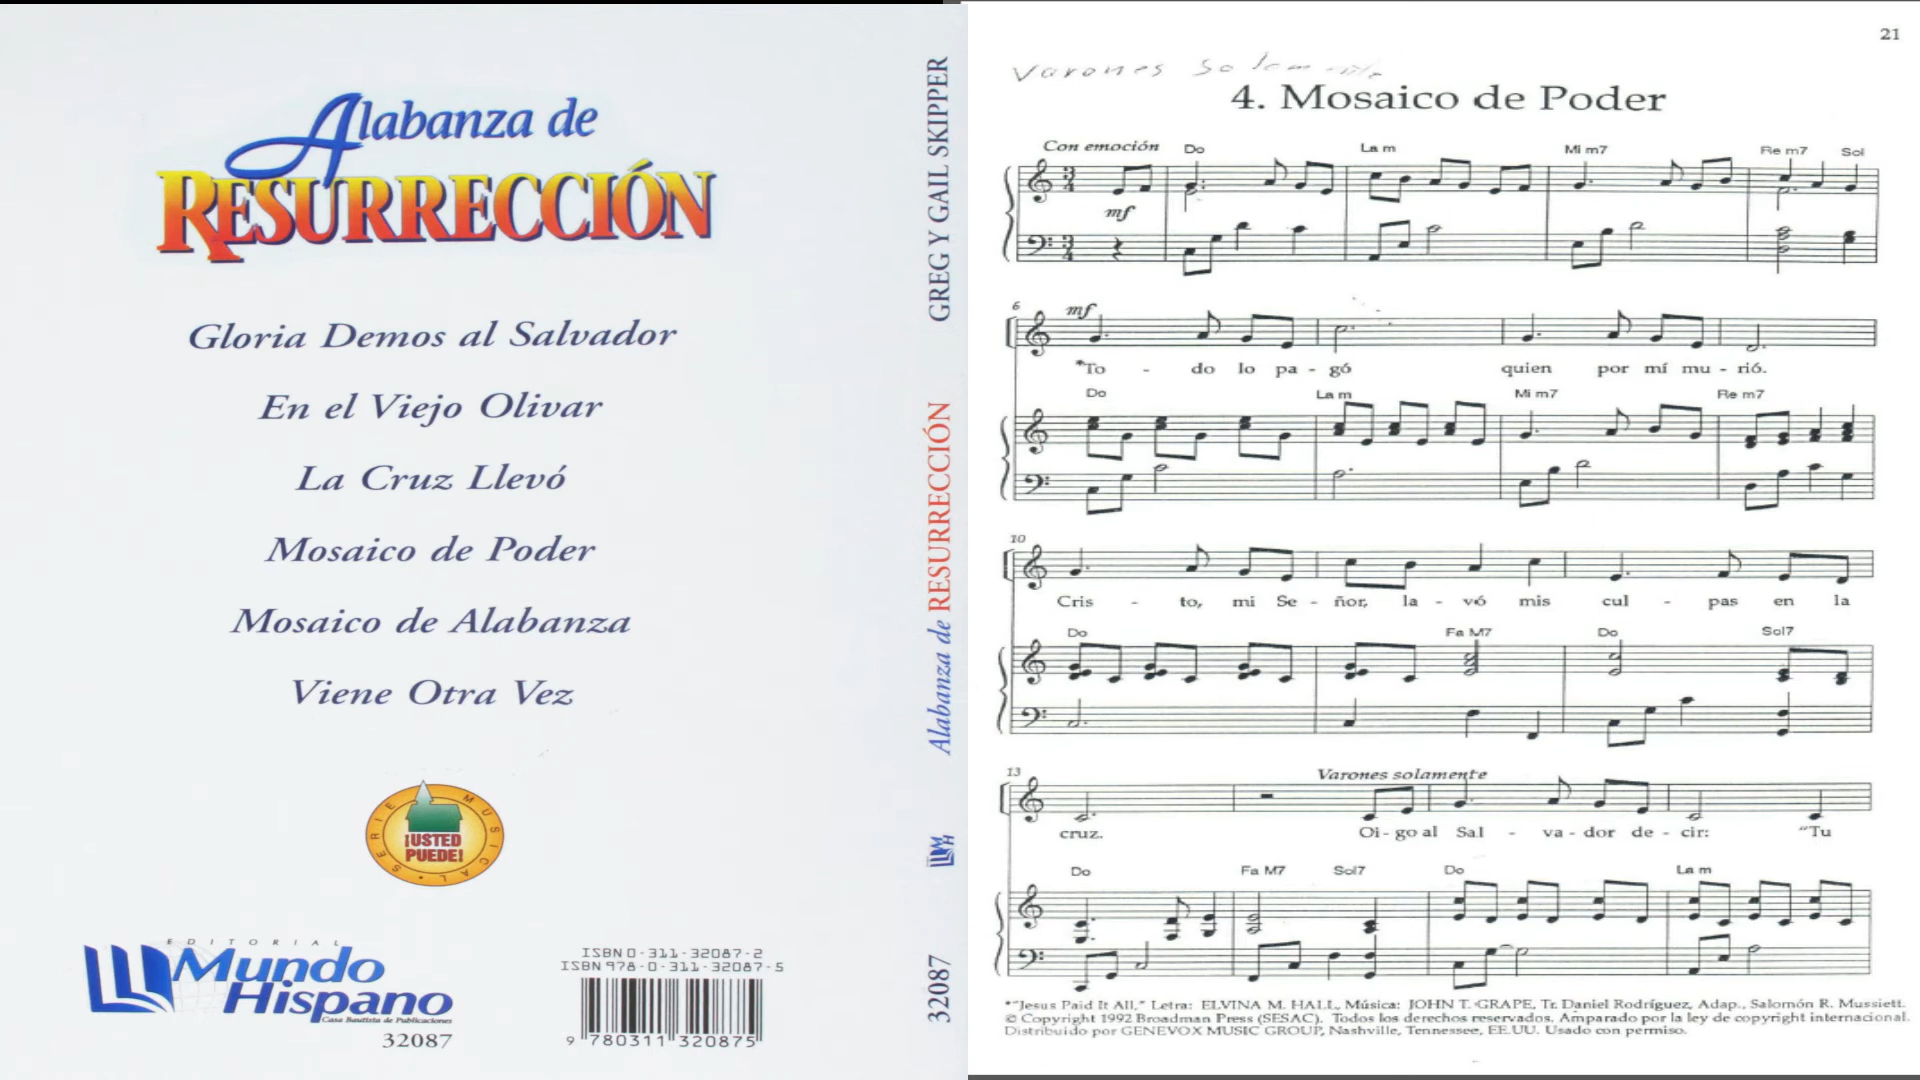 Alabanza de
RESURRECCIÓN
Gloria Demos al Salvador
En el Viejo Olivar
La Cruz Llevó
Mosaico de Poder
Mosaico de Alabanza
Viene Otra Vez
SERIE MUSICAL
¡USTED
PUEDE!
EDITORIAL
Mundo
Hispano
Casa Bautista de Publicaciones
32087
ISBN 0-311-32087-2
ISBN 978-0-311-32087-5
9 780311 320875
GREG Y GAIL SKIPPER
Alabanza de RESURRECCIÓN
32087
21
Varones Solamente
4. Mosaico de Poder
Con emoción Do La m Mi m7 Re m7 Sol
mf
6 mf
*To - do lo pa - gó quien por mí mu - rió.
Do La m Mi m7 Re m7
10
Cris - to, mi Se - ñor, la - vó mis cul - pas en la
Do Fa M7 Do Sol7
13 Varones solamente
cruz. Oi - go al Sal - va - dor de - cir: "Tu
Do Fa M7 Sol7 Do La m
*"Jesus Paid It All," Letra: ELVINA M. HALL, Música: JOHN T. GRAPE, Tr. Daniel Rodríguez, Adap., Salomón R. Mussiett.
© Copyright 1992 Broadman Press (SESAC). Todos los derechos reservados. Amparado por la ley de copyright internacional.
Distribuido por GENEVOX MUSIC GROUP, Nashville, Tennessee, EE.UU. Usado con permiso.